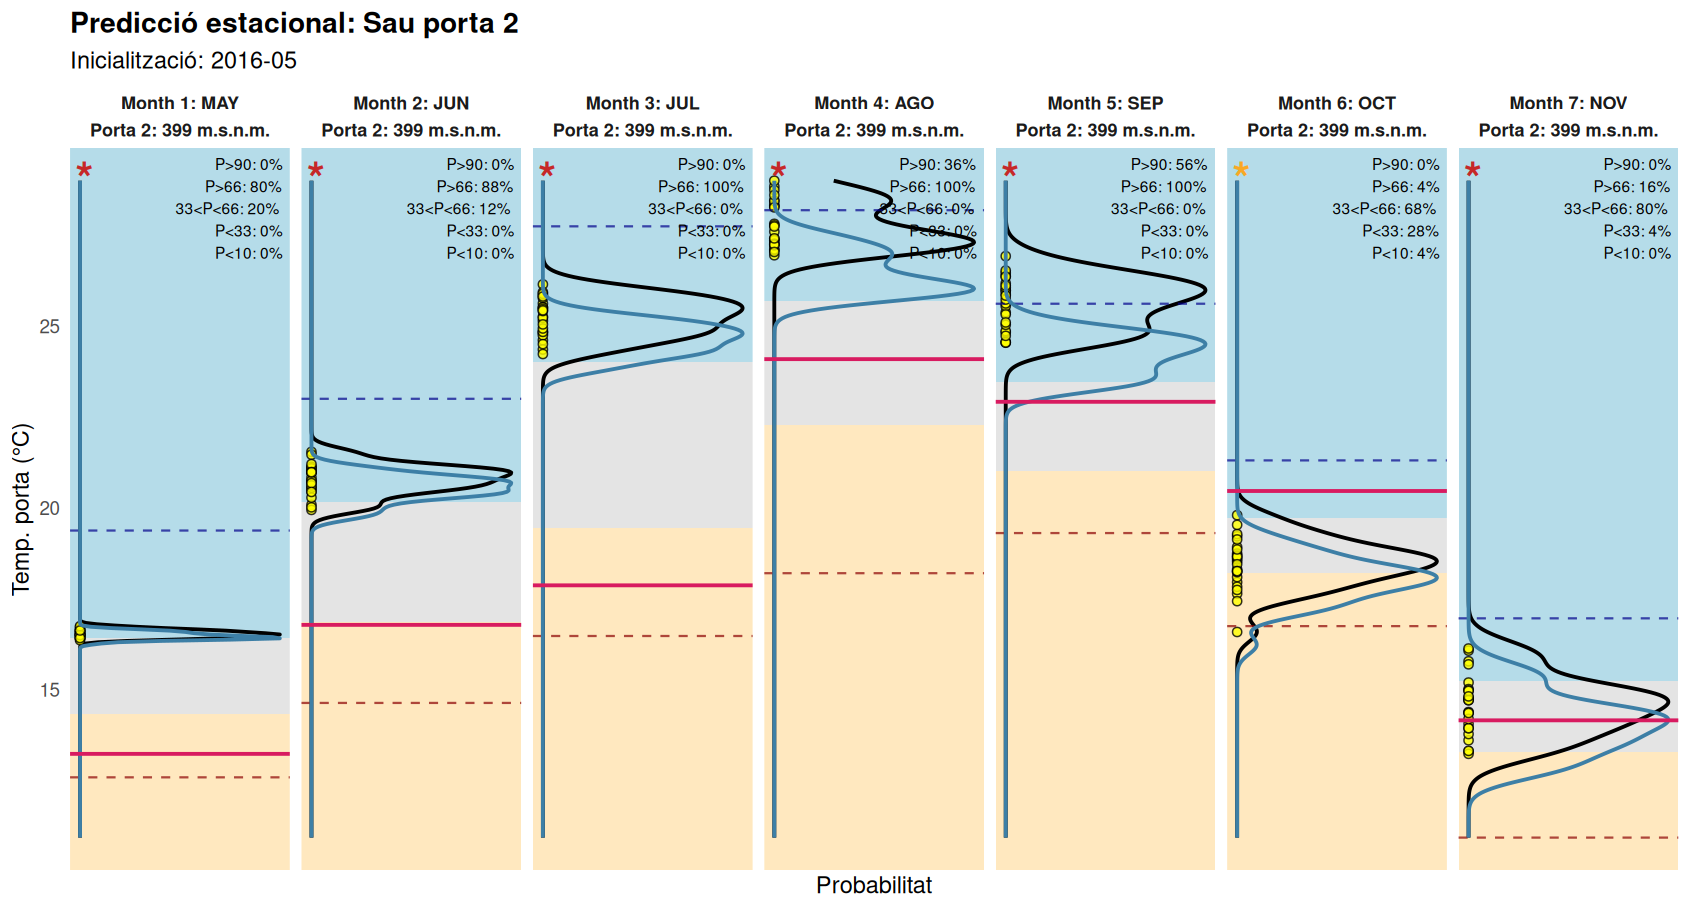 Predicció estacional: Sau porta 2
Inicialització: 2016-05
Month 1: MAY
Porta 2: 399 m.s.n.m.
Month 2: JUN
Porta 2: 399 m.s.n.m.
Month 3: JUL
Porta 2: 399 m.s.n.m.
Month 4: AGO
Porta 2: 399 m.s.n.m.
Month 5: SEP
Porta 2: 399 m.s.n.m.
Month 6: OCT
Porta 2: 399 m.s.n.m.
Month 7: NOV
Porta 2: 399 m.s.n.m.
*
P>90: 0%
P>66: 80%
33<P<66: 20%
P<33: 0%
P<10: 0%
*
P>90: 0%
P>66: 88%
33<P<66: 12%
P<33: 0%
P<10: 0%
*
P>90: 0%
P>66: 100%
33<P<66: 0%
P<33: 0%
P<10: 0%
*
P>90: 36%
P>66: 100%
33<P<66: 0%
P<33: 0%
P<10: 0%
*
P>90: 56%
P>66: 100%
33<P<66: 0%
P<33: 0%
P<10: 0%
*
P>90: 0%
P>66: 4%
33<P<66: 68%
P<33: 28%
P<10: 4%
*
P>90: 0%
P>66: 16%
33<P<66: 80%
P<33: 4%
P<10: 0%
Temp. porta (°C)
25
20
15
Probabilitat